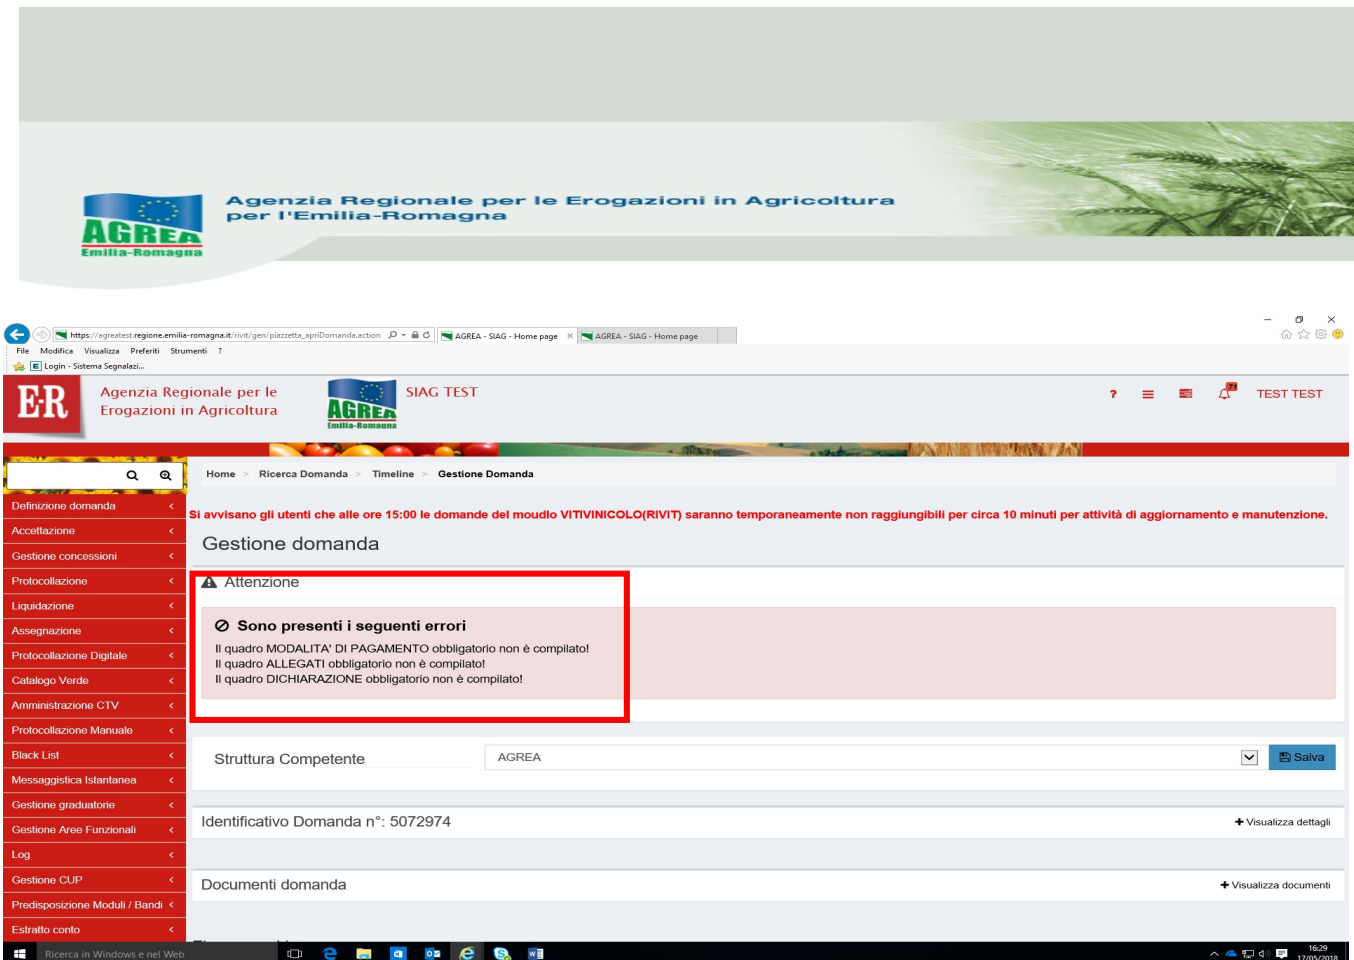 Agenzia Regionale per le Erogazioni in Agricoltura
per l'Emilia-Romagna
AGREA
Emilia-Romagna
https://agreatest.regione.emilia-romagna.it/rivit/gen/piazzetta_apriDomanda.action
AGREA - SIAG - Home page
AGREA - SIAG - Home page
File Modifica Visualizza Preferiti Strumenti ?
Login - Sistema Segnalazi...
E·R
Agenzia Regionale per le
Erogazioni in Agricoltura
AGREA
Emilia-Romagna
SIAG TEST
?
71
TEST TEST
Home > Ricerca Domanda > Timeline > Gestione Domanda
Definizione domanda
Accettazione
Gestione concessioni
Protocollazione
Liquidazione
Assegnazione
Protocollazione Digitale
Catalogo Verde
Amministrazione CTV
Protocollazione Manuale
Black List
Messaggistica Istantanea
Gestione graduatorie
Gestione Aree Funzionali
Log
Gestione CUP
Predisposizione Moduli / Bandi
Estratto conto
Si avvisano gli utenti che alle ore 15:00 le domande del moudlo VITIVINICOLO(RIVIT) saranno temporaneamente non raggiungibili per circa 10 minuti per attività di aggiornamento e manutenzione.
Gestione domanda
Attenzione
Sono presenti i seguenti errori
Il quadro MODALITA' DI PAGAMENTO obbligatorio non è compilato!
Il quadro ALLEGATI obbligatorio non è compilato!
Il quadro DICHIARAZIONE obbligatorio non è compilato!
Struttura Competente
AGREA
Salva
Identificativo Domanda n°: 5072974
Visualizza dettagli
Documenti domanda
Visualizza documenti
Ricerca in Windows e nel Web
16:29
17/05/2018